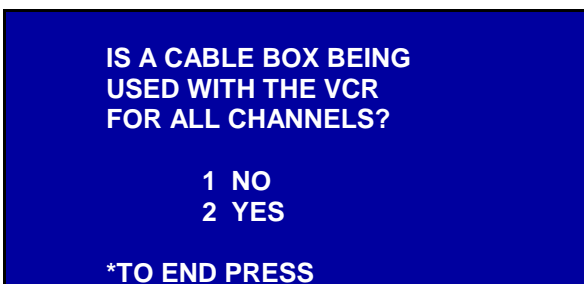 IS A CABLE BOX BEING
USED WITH THE VCR
FOR ALL CHANNELS?
1 NO
2 YES
*TO END PRESS